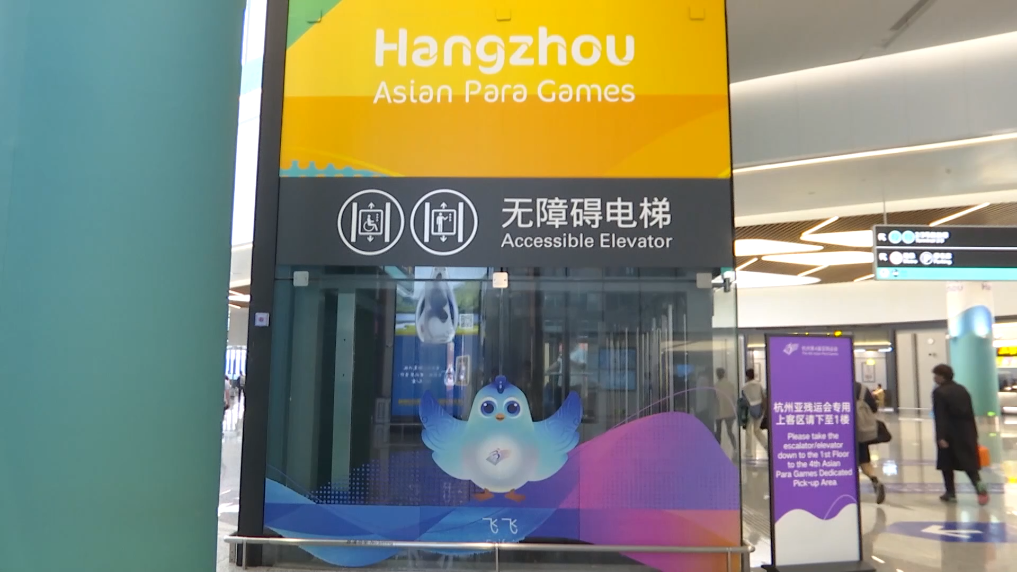 Hangzhou
Asian Para Games
无障碍电梯
Accessible Elevator
飞飞
杭州亚残运会专用
上客区请下至1楼
Please take the
escalator/elevator
down to the 1st Floor
to the 4th Asian
Para Games Dedicated
Pick-up Area